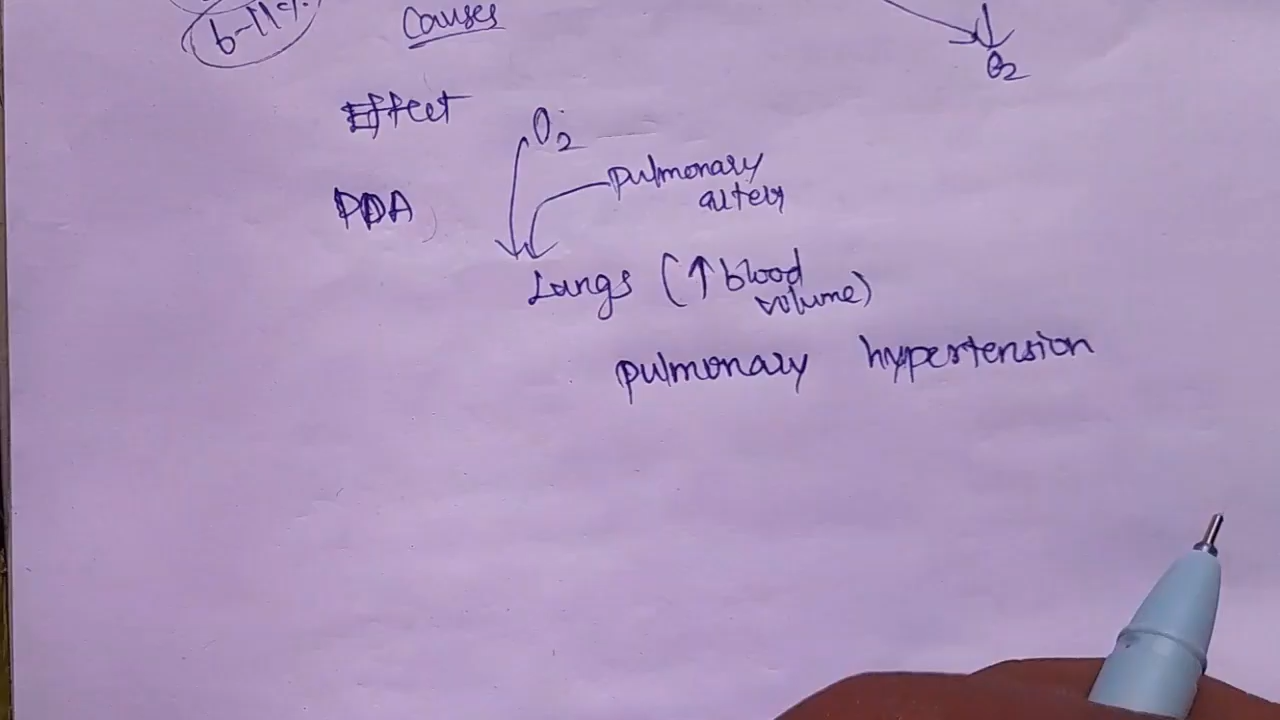 6-11%
Causes
O2
Effect
O2
pulmonary
artery
PDA
Lungs (↑ blood
volume)
pulmonary hypertension